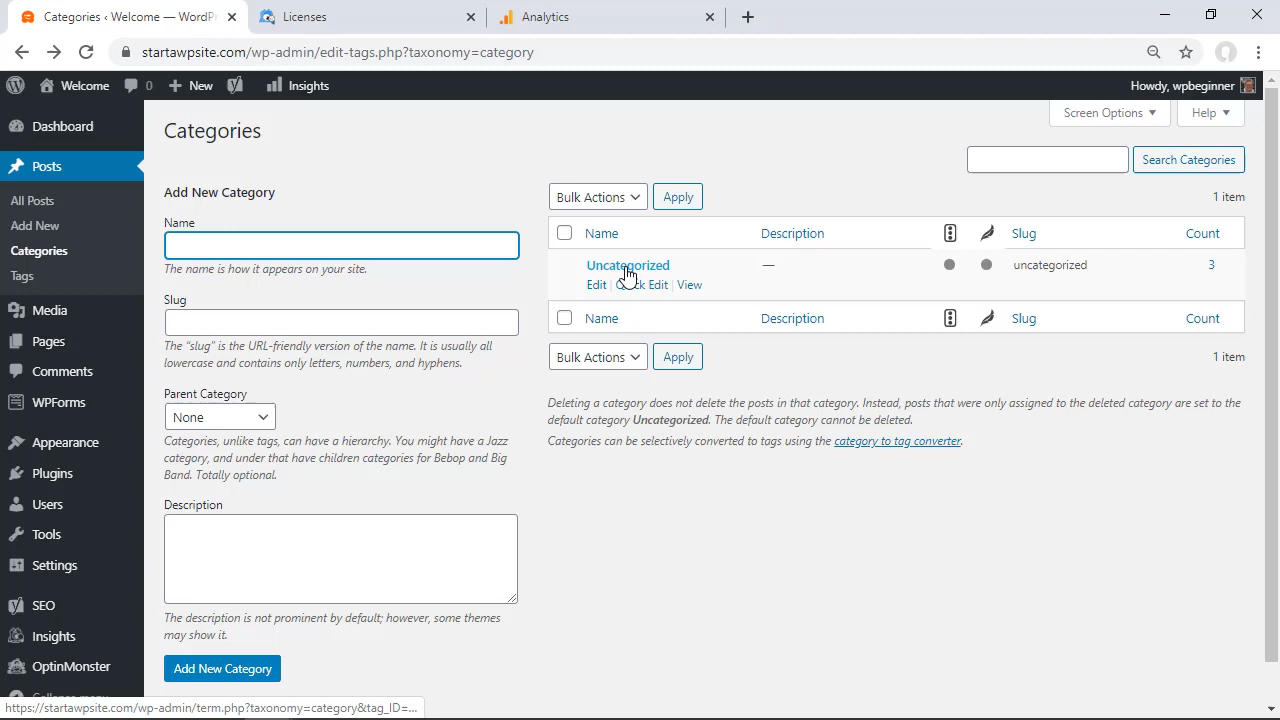 Categories ‹ Welcome — WordPr
Licenses
Analytics
startawpsite.com/wp-admin/edit-tags.php?taxonomy=category
Welcome
0
New
Insights
Howdy, wpbeginner
Dashboard
Posts
All Posts
Add New
Categories
Tags
Media
Pages
Comments
WPForms
Appearance
Plugins
Users
Tools
Settings
SEO
Insights
OptinMonster
Collapse menu
Categories
Screen Options
Help
Search Categories
Add New Category
Name
The name is how it appears on your site.
Slug
The “slug” is the URL-friendly version of the name. It is usually all
lowercase and contains only letters, numbers, and hyphens.
Parent Category
None
Categories, unlike tags, can have a hierarchy. You might have a Jazz
category, and under that have children categories for Bebop and Big
Band. Totally optional.
Description
The description is not prominent by default; however, some themes
may show it.
Add New Category
Bulk Actions
Apply
1 item
Name
Description
Slug
Count
Uncategorized
—
uncategorized
3
Edit | Quick Edit | View
Name
Description
Slug
Count
Bulk Actions
Apply
1 item
Deleting a category does not delete the posts in that category. Instead, posts that were only assigned to the deleted category are set to the
default category Uncategorized. The default category cannot be deleted.
Categories can be selectively converted to tags using the category to tag converter.
https://startawpsite.com/wp-admin/term.php?taxonomy=category&tag_ID=...